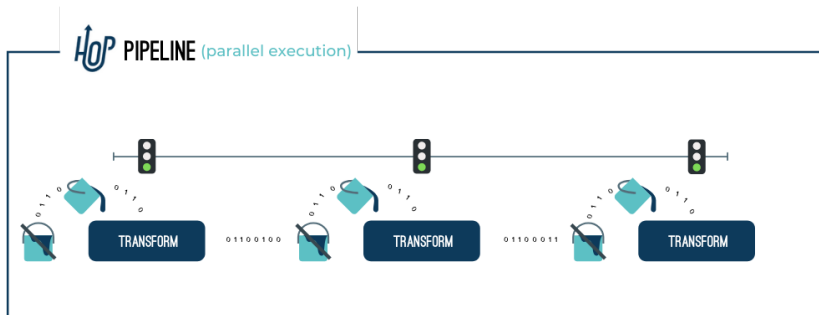 HOP PIPELINE (parallel execution)
0110 0110 0110 0110 0110 0110
TRANSFORM 01100100 TRANSFORM 01100011 TRANSFORM